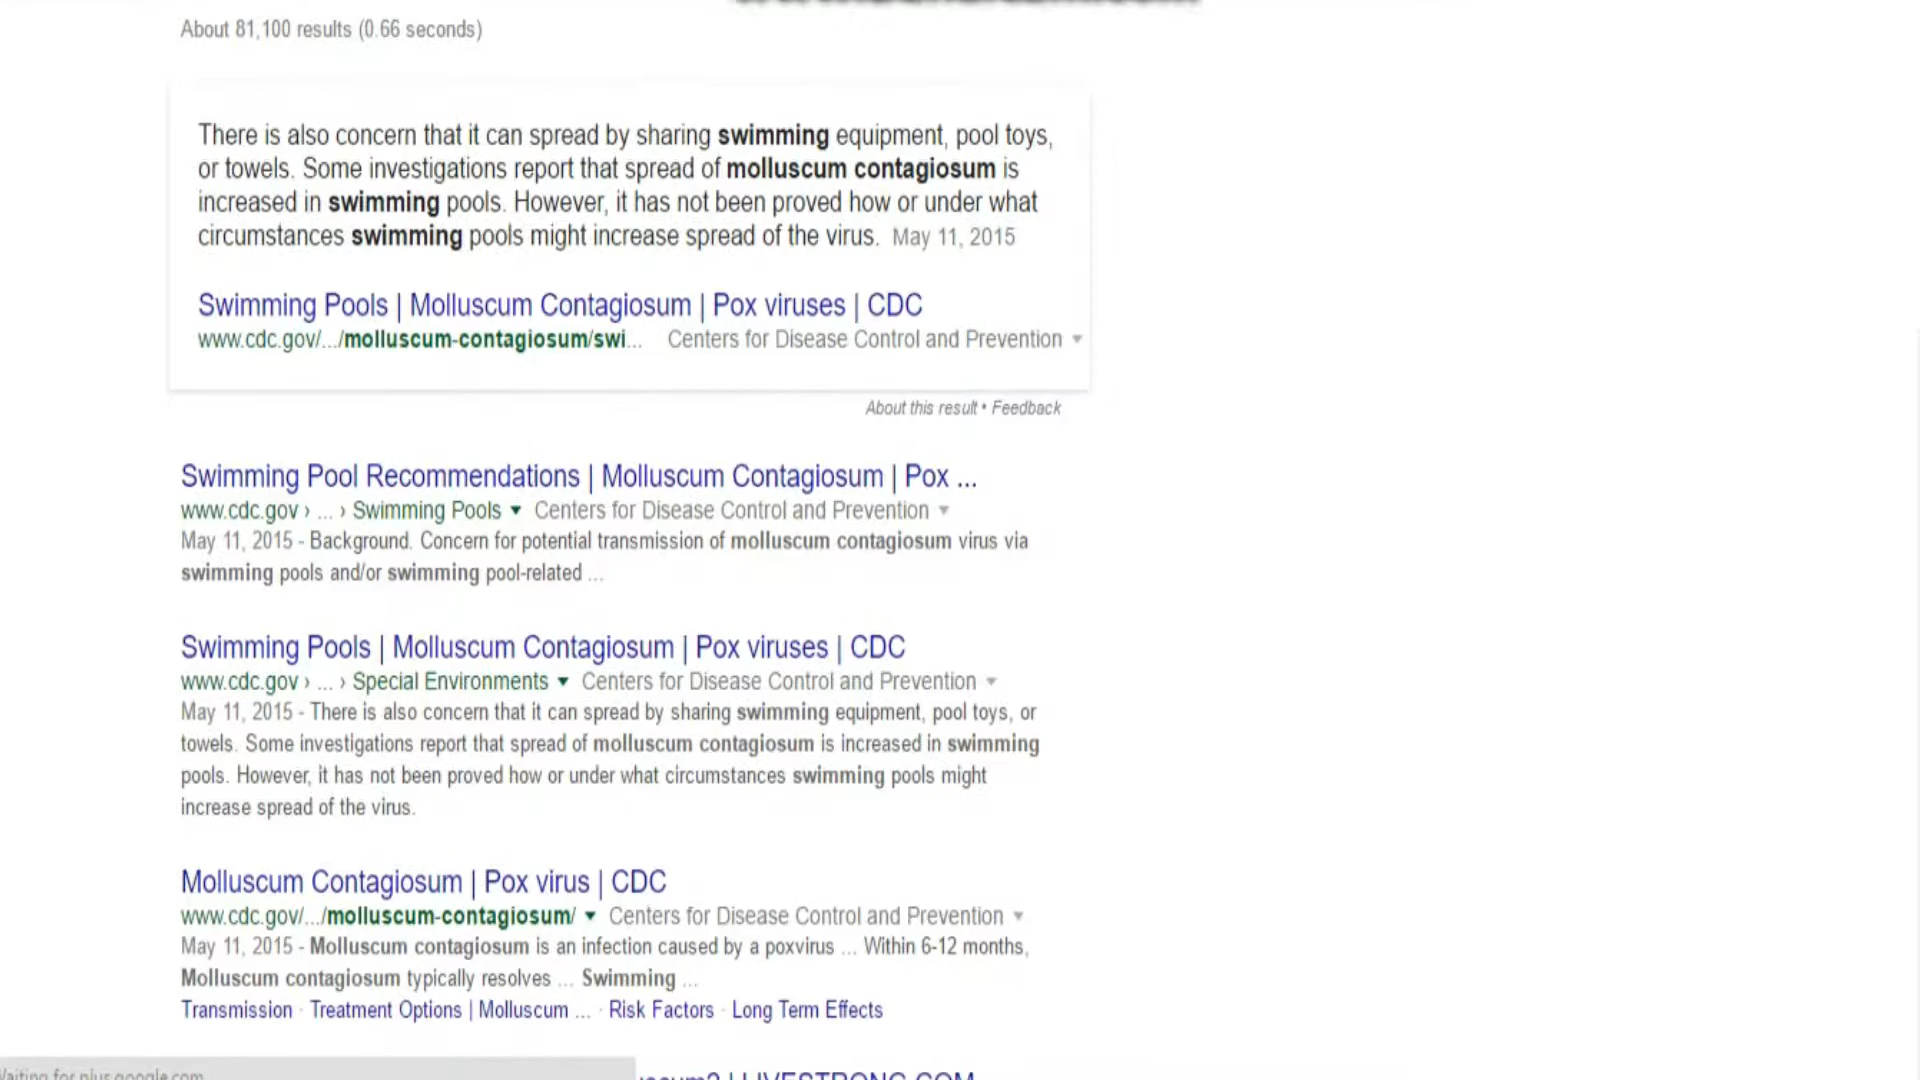 About 81,100 results (0.66 seconds)
There is also concern that it can spread by sharing swimming equipment, pool toys,
or towels. Some investigations report that spread of molluscum contagiosum is
increased in swimming pools. However, it has not been proved how or under what
circumstances swimming pools might increase spread of the virus. May 11, 2015
Swimming Pools | Molluscum Contagiosum | Pox viruses | CDC
www.cdc.gov/.../molluscum-contagiosum/swi... Centers for Disease Control and Prevention
About this result • Feedback
Swimming Pool Recommendations | Molluscum Contagiosum | Pox ...
www.cdc.gov › ... › Swimming Pools Centers for Disease Control and Prevention
May 11, 2015 - Background. Concern for potential transmission of molluscum contagiosum virus via
swimming pools and/or swimming pool-related ...
Swimming Pools | Molluscum Contagiosum | Pox viruses | CDC
www.cdc.gov › ... › Special Environments Centers for Disease Control and Prevention
May 11, 2015 - There is also concern that it can spread by sharing swimming equipment, pool toys, or
towels. Some investigations report that spread of molluscum contagiosum is increased in swimming
pools. However, it has not been proved how or under what circumstances swimming pools might
increase spread of the virus.
Molluscum Contagiosum | Pox virus | CDC
www.cdc.gov/.../molluscum-contagiosum/ Centers for Disease Control and Prevention
May 11, 2015 - Molluscum contagiosum is an infection caused by a poxvirus ... Within 6-12 months,
Molluscum contagiosum typically resolves ... Swimming ...
Transmission · Treatment Options | Molluscum ... · Risk Factors · Long Term Effects
Waiting for plus.google.com
| LIVESTRONG.COM